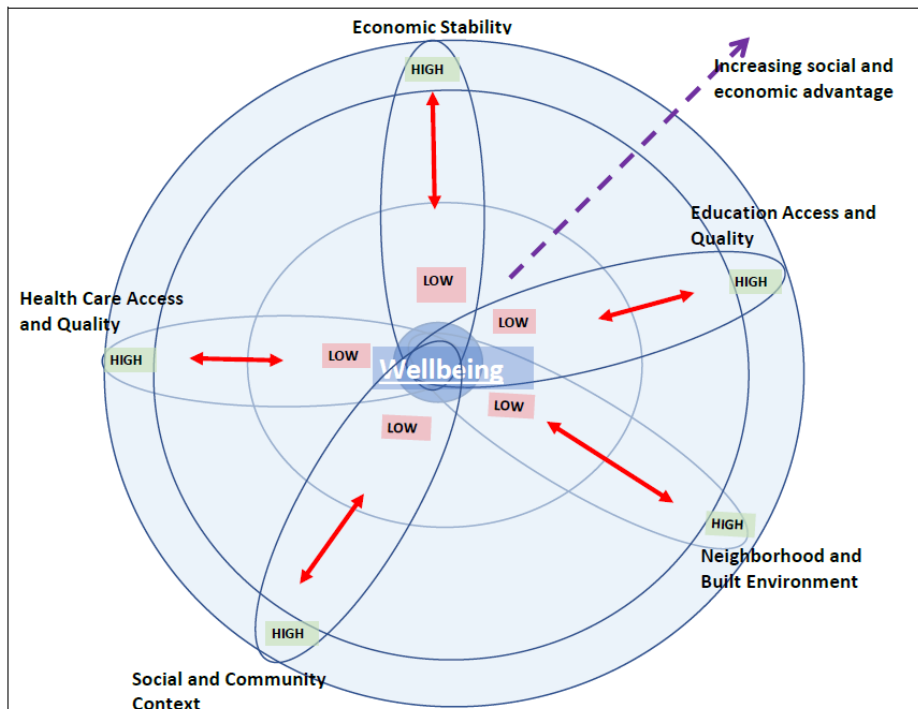 Economic Stability
HIGH
Increasing social and
economic advantage
Education Access and
Quality
HIGH
LOW
LOW
Health Care Access
and Quality
HIGH
LOW
Wellbeing
LOW
LOW
HIGH
Neighborhood and
Built Environment
HIGH
Social and Community
Context